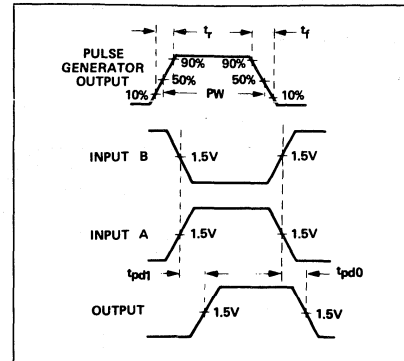 tr tf
PULSE
GENERATOR
OUTPUT
90% 90%
50% 50%
10% PW 10%
INPUT B 1.5V 1.5V
INPUT A 1.5V 1.5V
tpd1 tpd0
OUTPUT 1.5V 1.5V